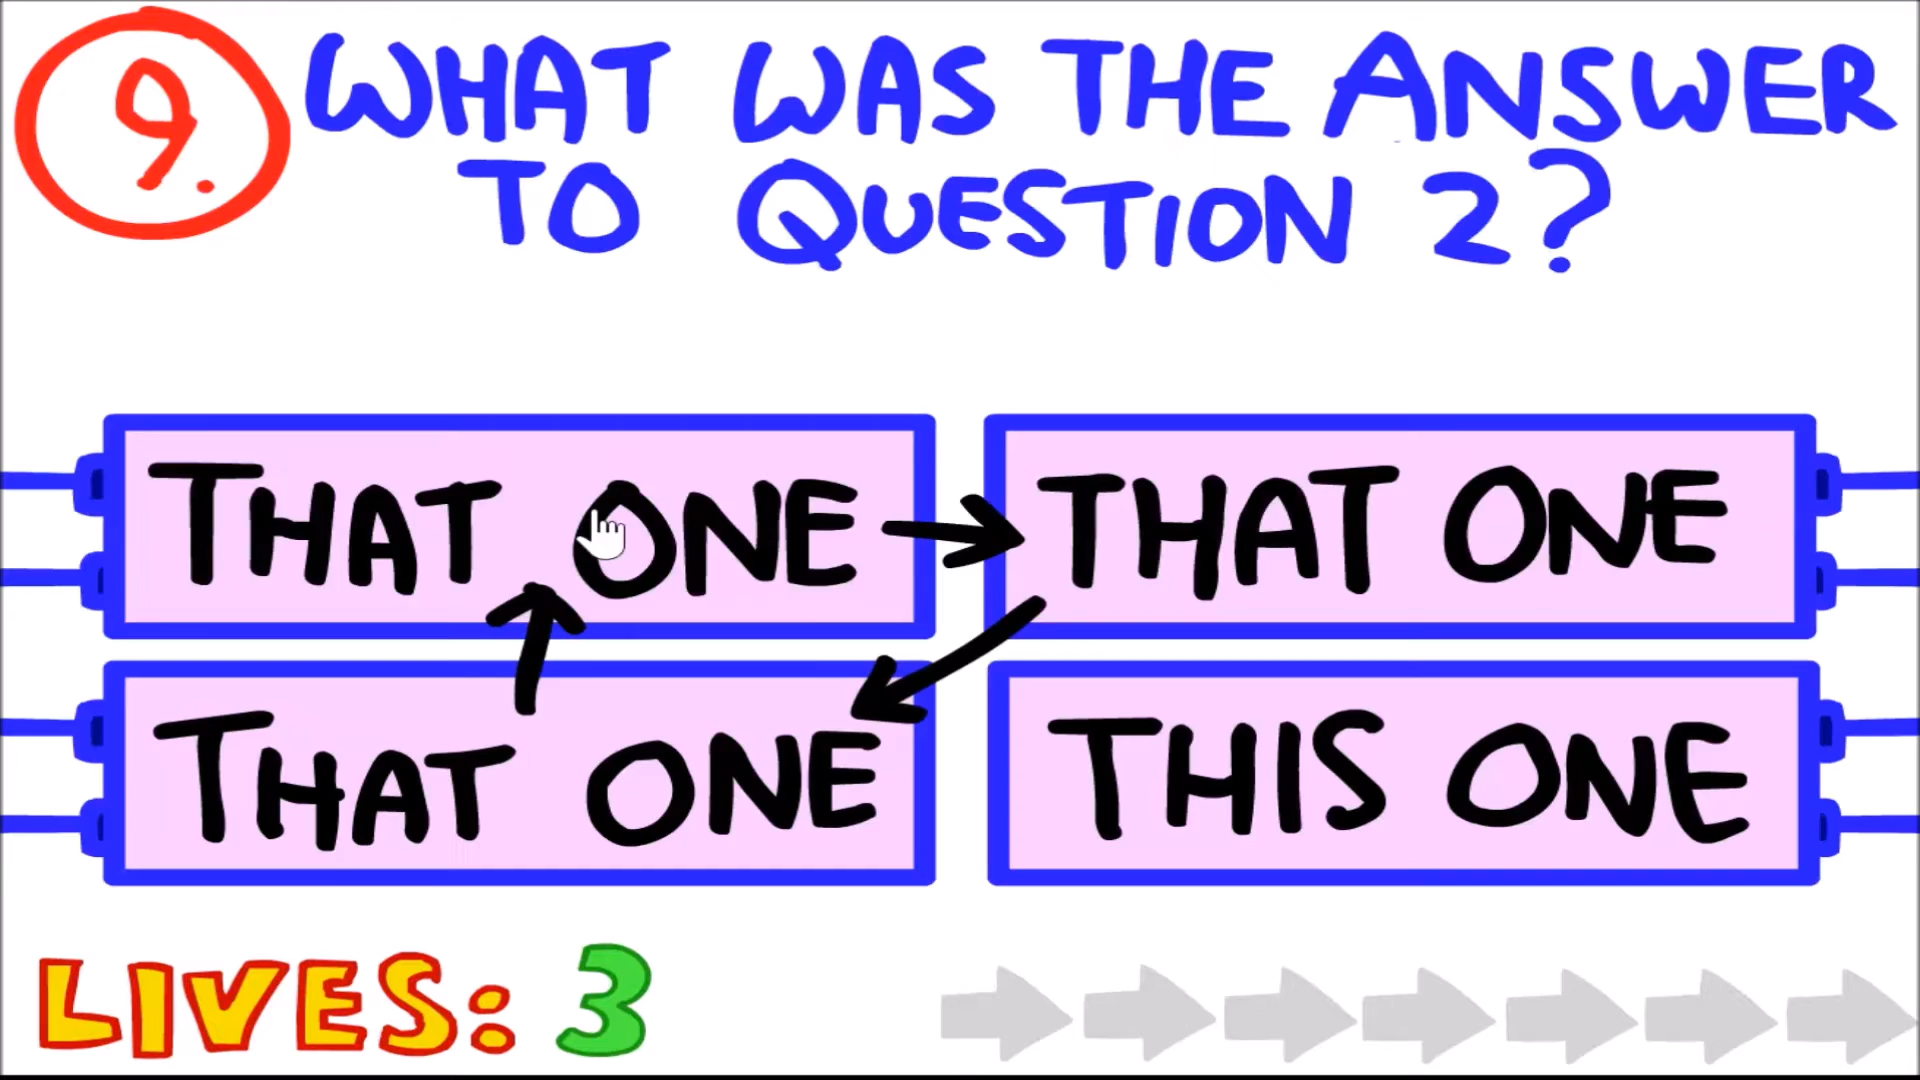 9. WHAT WAS THE ANSWER
TO QUESTION 2?
THAT ONE
THAT ONE
THAT ONE
THIS ONE
LIVES: 3